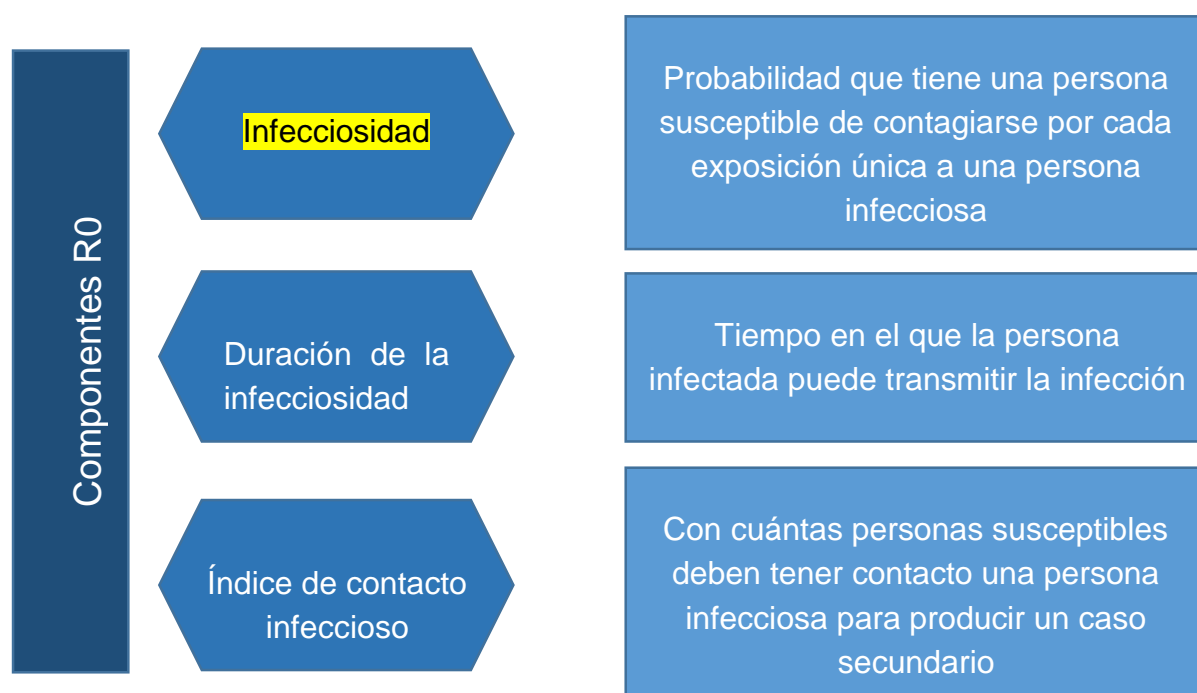 Componentes R0
Infecciosidad
Probabilidad que tiene una persona
susceptible de contagiarse por cada
exposición única a una persona
infecciosa
Duración de la
infecciosidad
Tiempo en el que la persona
infectada puede transmitir la infección
Índice de contacto
infeccioso
Con cuántas personas susceptibles
deben tener contacto una persona
infecciosa para producir un caso
secundario